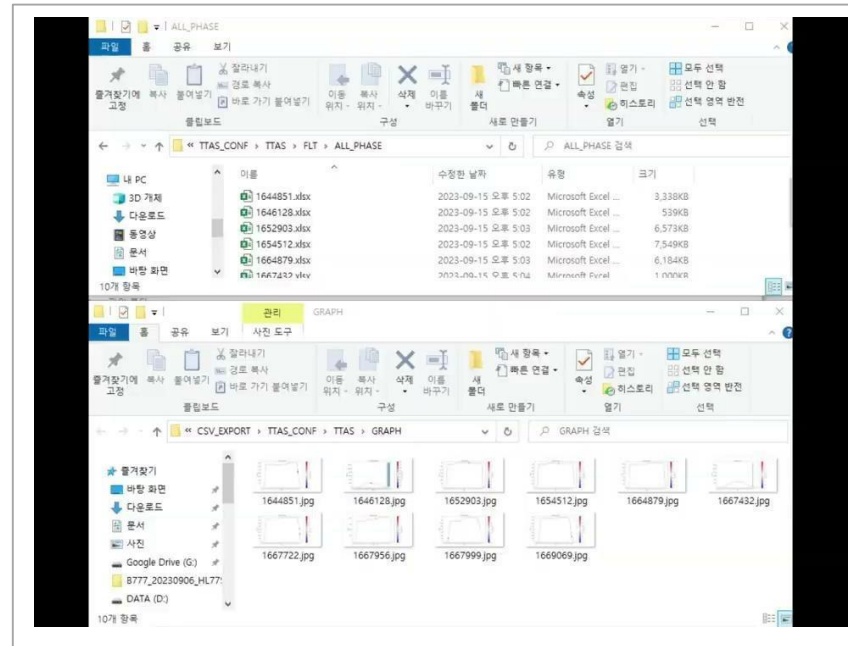 ALL_PHASE
파일 홈 공유 보기
즐겨찾기에 고정
복사
붙여넣기
잘라내기
경로 복사
바로 가기 붙여넣기
클립보드
이동 위치
복사 위치
삭제
이름 바꾸기
구성
새 폴더
새 항목
빠른 연결
새로 만들기
속성
열기
편집
히스토리
열기
모두 선택
선택 안 함
선택 영역 반전
선택
« TTAS_CONF > TTAS > FLT > ALL_PHASE
ALL_PHASE 검색
내 PC
3D 개체
다운로드
동영상
문서
바탕 화면
이름 수정한 날짜 유형 크기
1644851.xlsx 2023-09-15 오후 5:02 Microsoft Excel ... 3,338KB
1646128.xlsx 2023-09-15 오후 5:02 Microsoft Excel ... 539KB
1652903.xlsx 2023-09-15 오후 5:03 Microsoft Excel ... 6,573KB
1654512.xlsx 2023-09-15 오후 5:02 Microsoft Excel ... 7,549KB
1664879.xlsx 2023-09-15 오후 5:03 Microsoft Excel ... 6,184KB
1667432.xlsx 2023-09-15 오후 5:04 Microsoft Excel 1,000KB
10개 항목
관리 GRAPH
파일 홈 공유 보기 사진 도구
즐겨찾기에 고정
복사
붙여넣기
잘라내기
경로 복사
바로 가기 붙여넣기
클립보드
이동 위치
복사 위치
삭제
이름 바꾸기
구성
새 폴더
새 항목
빠른 연결
새로 만들기
속성
열기
편집
히스토리
열기
모두 선택
선택 안 함
선택 영역 반전
선택
« CSV_EXPORT > TTAS_CONF > TTAS > GRAPH
GRAPH 검색
즐겨찾기
바탕 화면
다운로드
문서
사진
Google Drive (G:)
B777_20230906_HL77
DATA (D:)
1644851.jpg 1646128.jpg 1652903.jpg 1654512.jpg 1664879.jpg 1667432.jpg
1667722.jpg 1667956.jpg 1667999.jpg 1669069.jpg
10개 항목